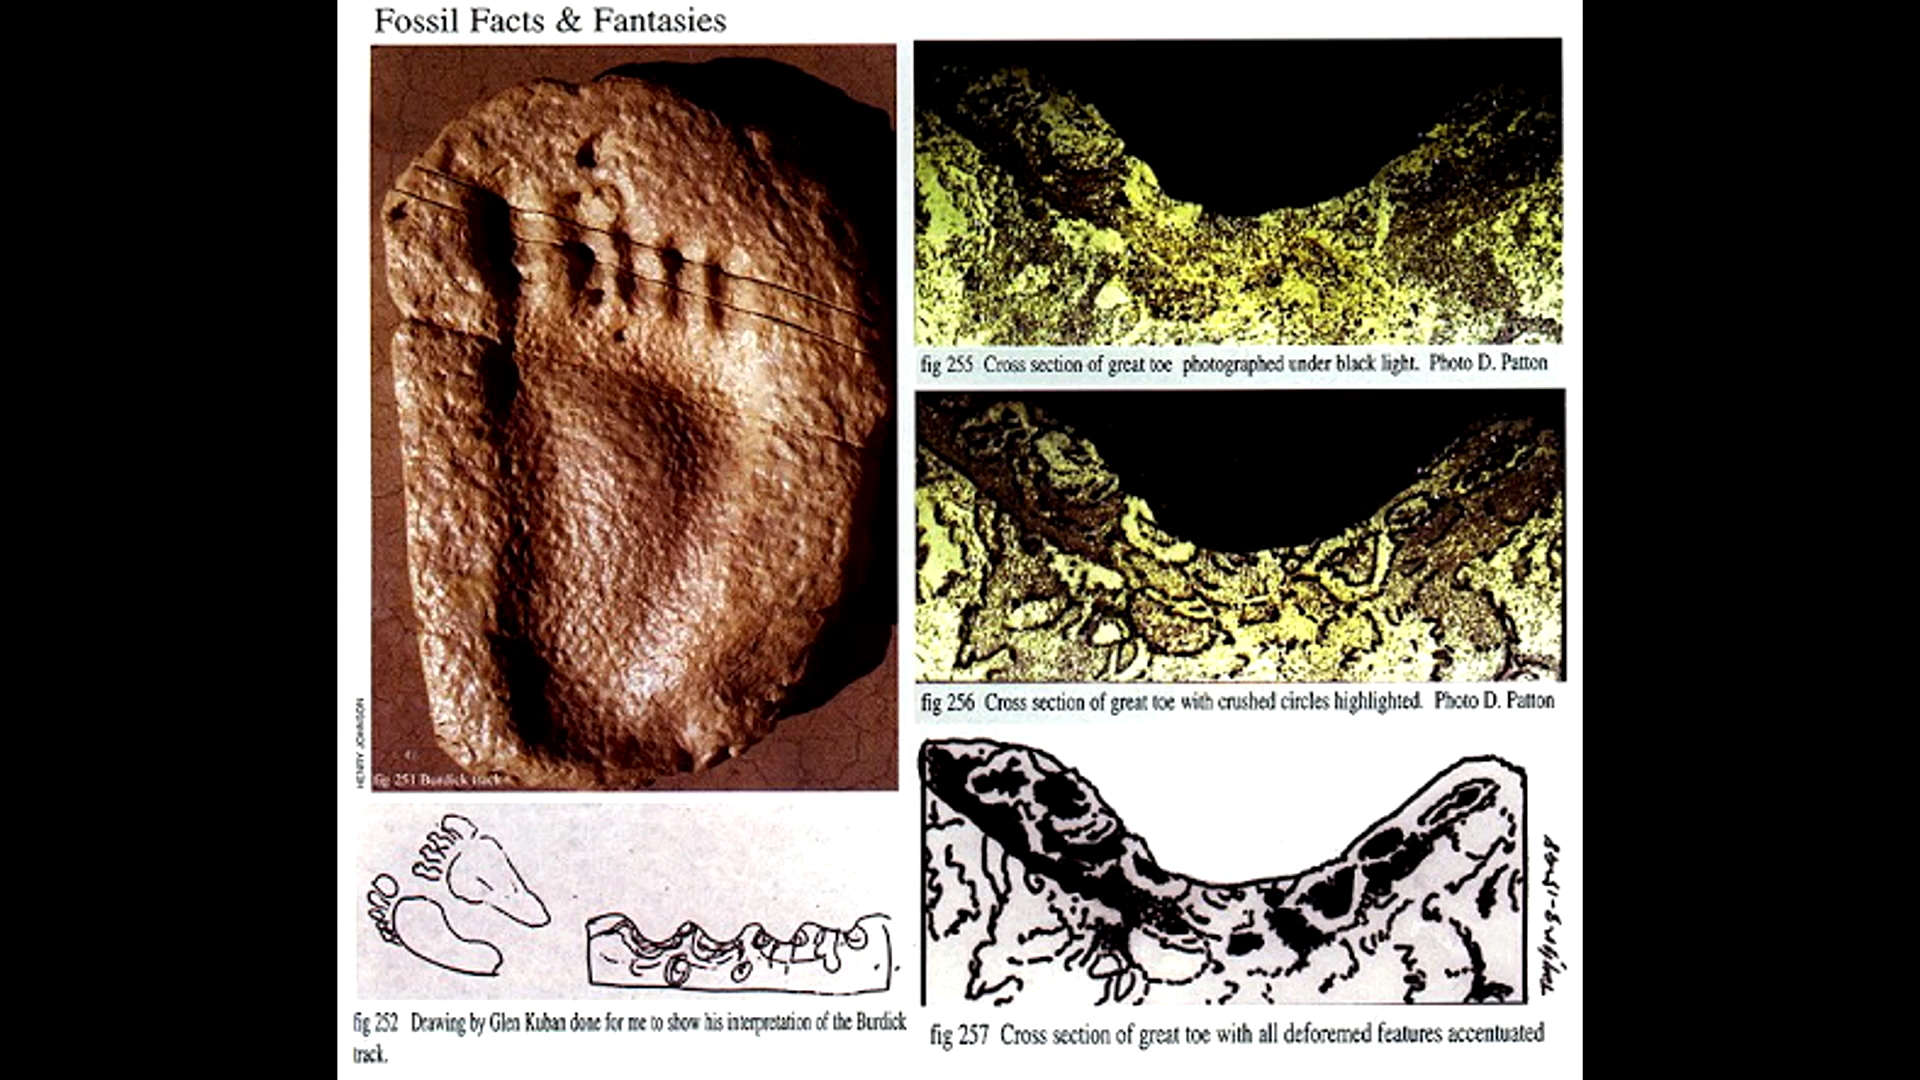 Fossil Facts & Fantasies
HENRY JOHNSON
fig 251 Burdick track
fig 252 Drawing by Glen Kuban done for me to show his interpretation of the Burdick
track.
fig 255 Cross section of great toe photographed under black light. Photo D. Patton
fig 256 Cross section of great toe with crushed circles highlighted. Photo D. Patton
fig 257 Cross section of great toe with all deforemed features accentuated